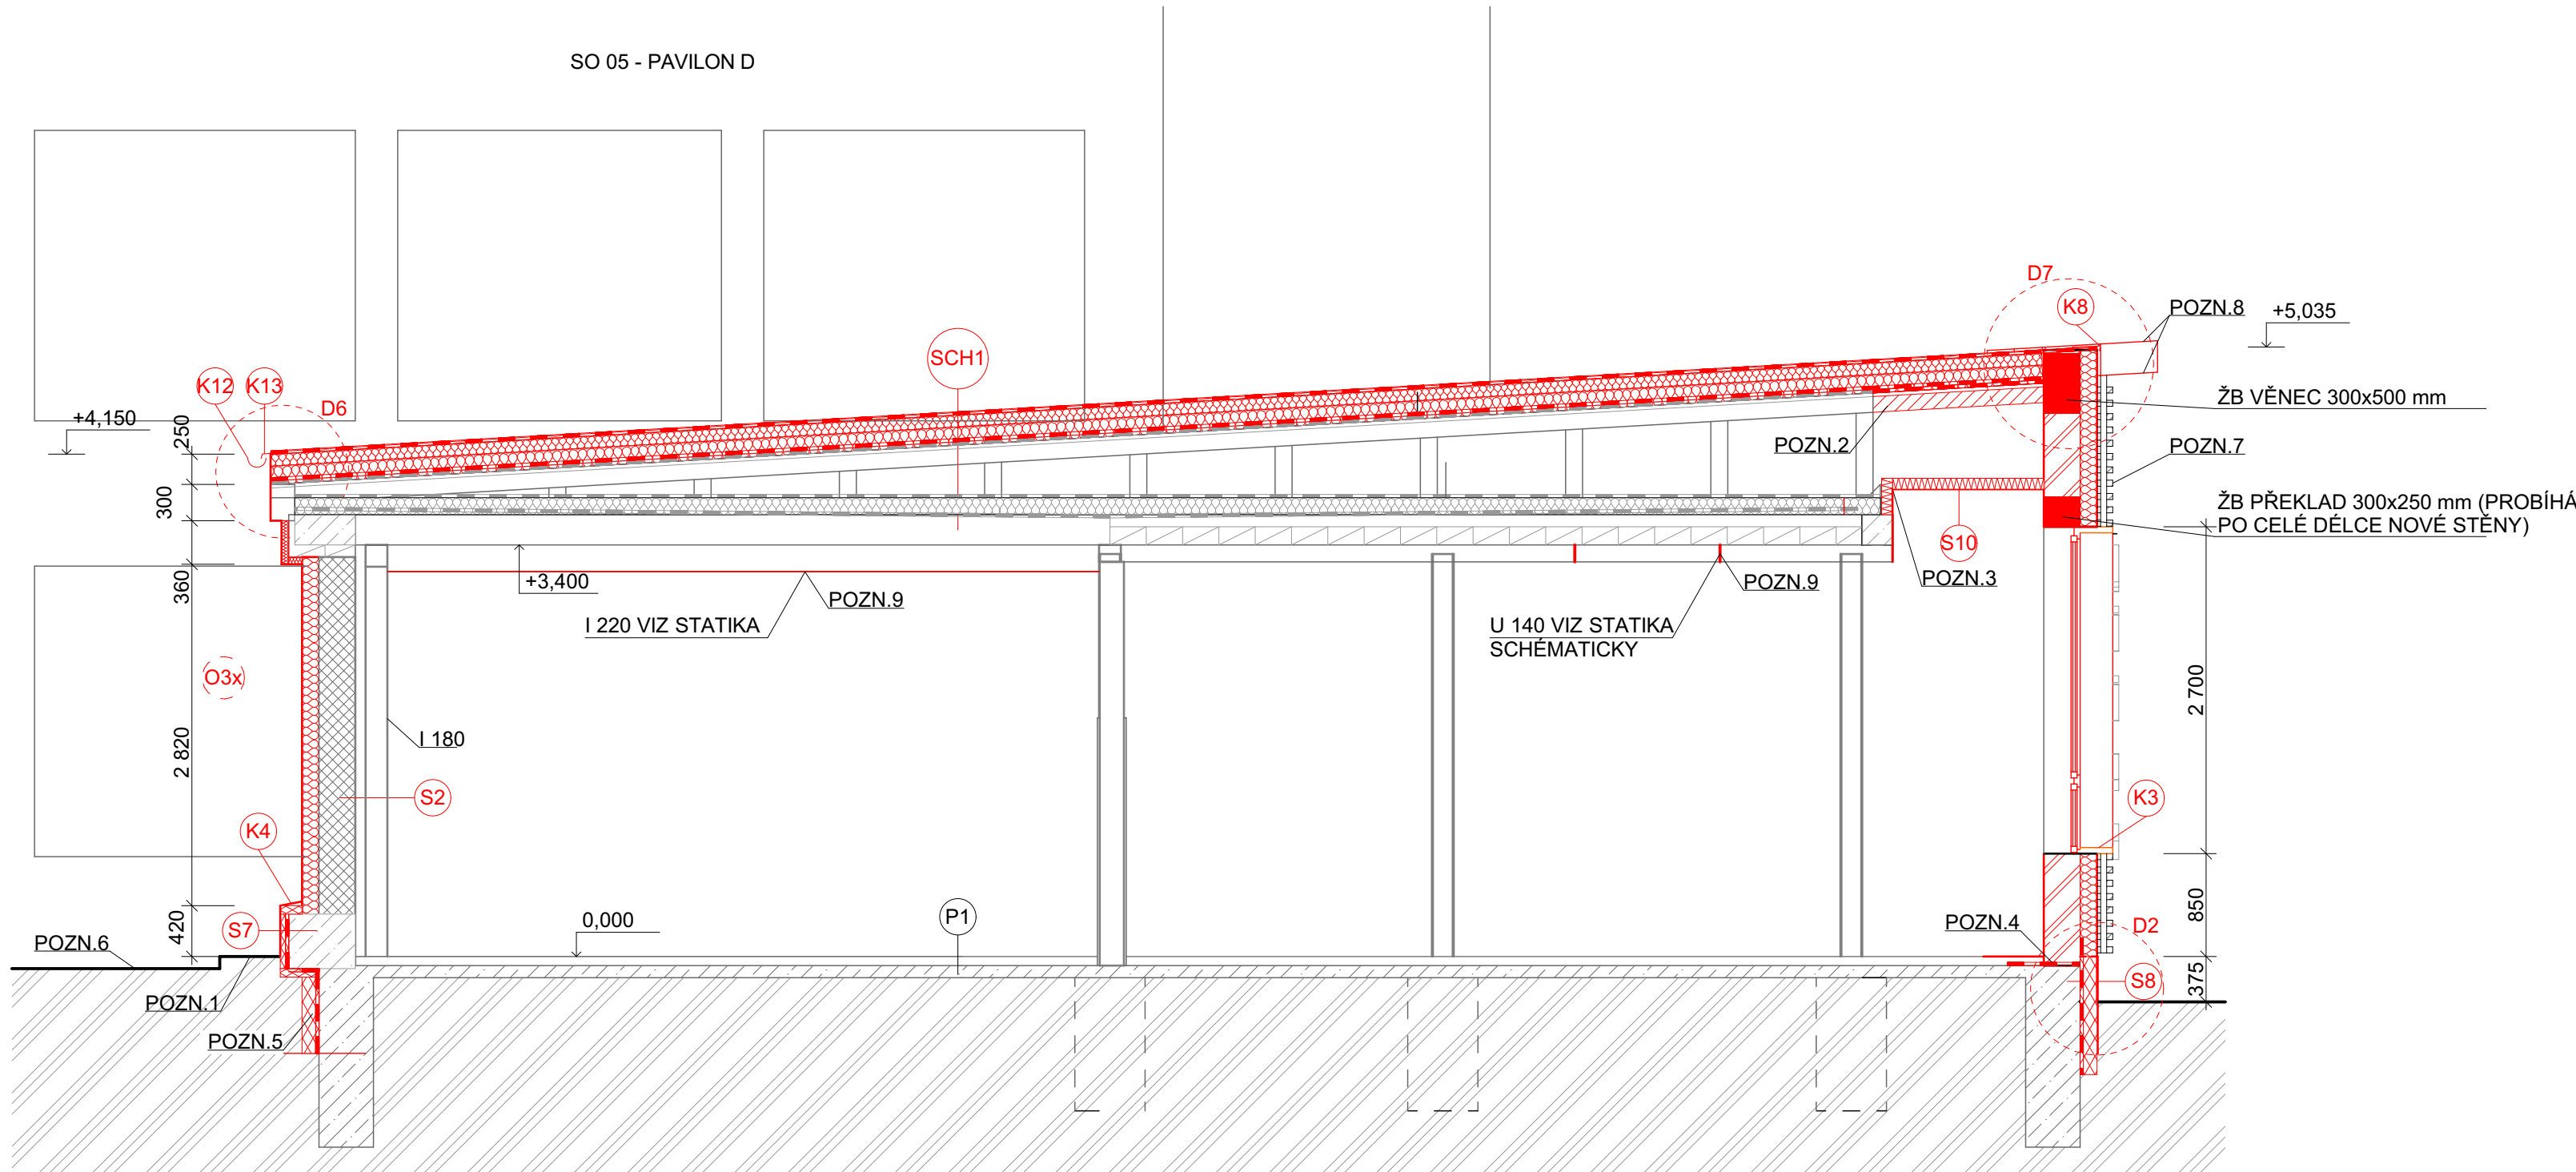 SO 05 - PAVILON D
D7
K8
POZN.8
+5,035
SCH1
K12
K13
D6
+4,150
250
ŽB VĚNEC 300x500 mm
POZN.2
POZN.7
300
ŽB PŘEKLAD 300x250 mm (PROBÍHÁ
PO CELÉ DÉLCE NOVÉ STĚNY)
S10
POZN.3
360
+3,400
POZN.9
POZN.9
I 220 VIZ STATIKA
U 140 VIZ STATIKA
SCHÉMATICKY
O3x
2 700
I 180
2 820
S2
K3
K4
420
S7
0,000
P1
850
POZN.4
D2
POZN.6
S8
375
POZN.1
POZN.5